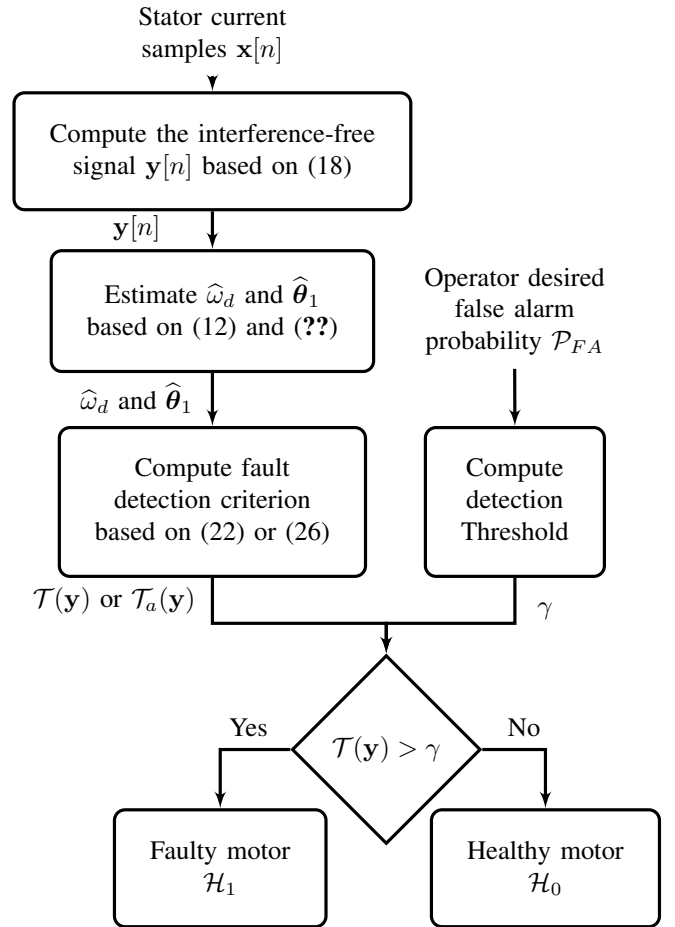 Stator current
samples x[n]
Compute the interference-free
signal y[n] based on (18)
y[n]
Estimate ω̂_d and θ̂_1
based on (12) and (??)
Operator desired
false alarm
probability 𝒫_{FA}
ω̂_d and θ̂_1
Compute fault
detection criterion
based on (22) or (26)
Compute
detection
Threshold
𝒯(y) or 𝒯_a(y)
γ
Yes
No
𝒯(y) > γ
Faulty motor
ℋ_1
Healthy motor
ℋ_0